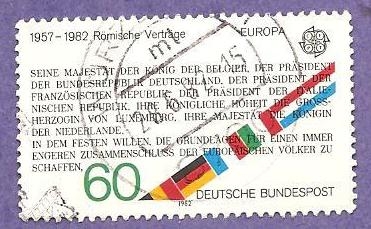 1957-1982 Römische Verträge EUROPA
CEPT
SEINE MAJESTÄT DER KÖNIG DER BELGIER, DER PRÄSIDENT
DER BUNDESREPUBLIK DEUTSCHLAND, DER PRÄSIDENT DER
FRANZÖSISCHEN REPUBLIK, DER PRÄSIDENT DER ITALIE-
NISCHEN REPUBLIK, IHRE KÖNIGLICHE HOHEIT DIE GROSS-
HERZOGIN VON LUXEMBURG, IHRE MAJESTÄT DIE KÖNIGIN
DER NIEDERLANDE.
IN DEM FESTEN WILLEN, DIE GRUNDLAGEN FÜR EINEN IMMER
ENGEREN ZUSAMMENSCHLUSS DER EUROPÄISCHEN VÖLKER ZU
SCHAFFEN,
60
DEUTSCHE BUNDESPOST
1982
mt